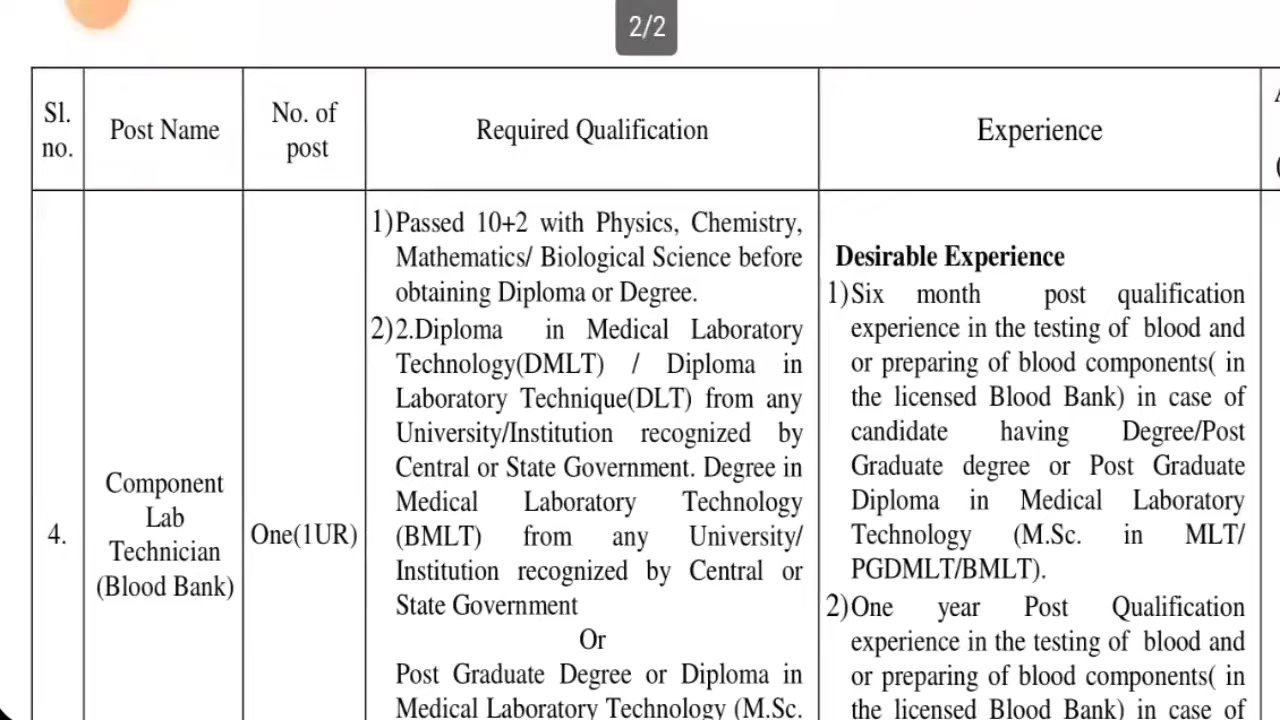 2/2
Sl.
no.
Post Name
No. of
post
Required Qualification
Experience
4.
Component
Lab
Technician
(Blood Bank)
One(1UR)
1)Passed 10+2 with Physics, Chemistry,
Mathematics/ Biological Science before
obtaining Diploma or Degree.
2)2.Diploma in Medical Laboratory
Technology(DMLT) / Diploma in
Laboratory Technique(DLT) from any
University/Institution recognized by
Central or State Government. Degree in
Medical Laboratory Technology
(BMLT) from any University/
Institution recognized by Central or
State Government
Or
Post Graduate Degree or Diploma in
Medical Laboratory Technology (M.Sc.
Desirable Experience
1)Six month post qualification
experience in the testing of blood and
or preparing of blood components( in
the licensed Blood Bank) in case of
candidate having Degree/Post
Graduate degree or Post Graduate
Diploma in Medical Laboratory
Technology (M.Sc. in MLT/
PGDMLT/BMLT).
2)One year Post Qualification
experience in the testing of blood and
or preparing of blood components( in
the licensed Blood Bank) in case of